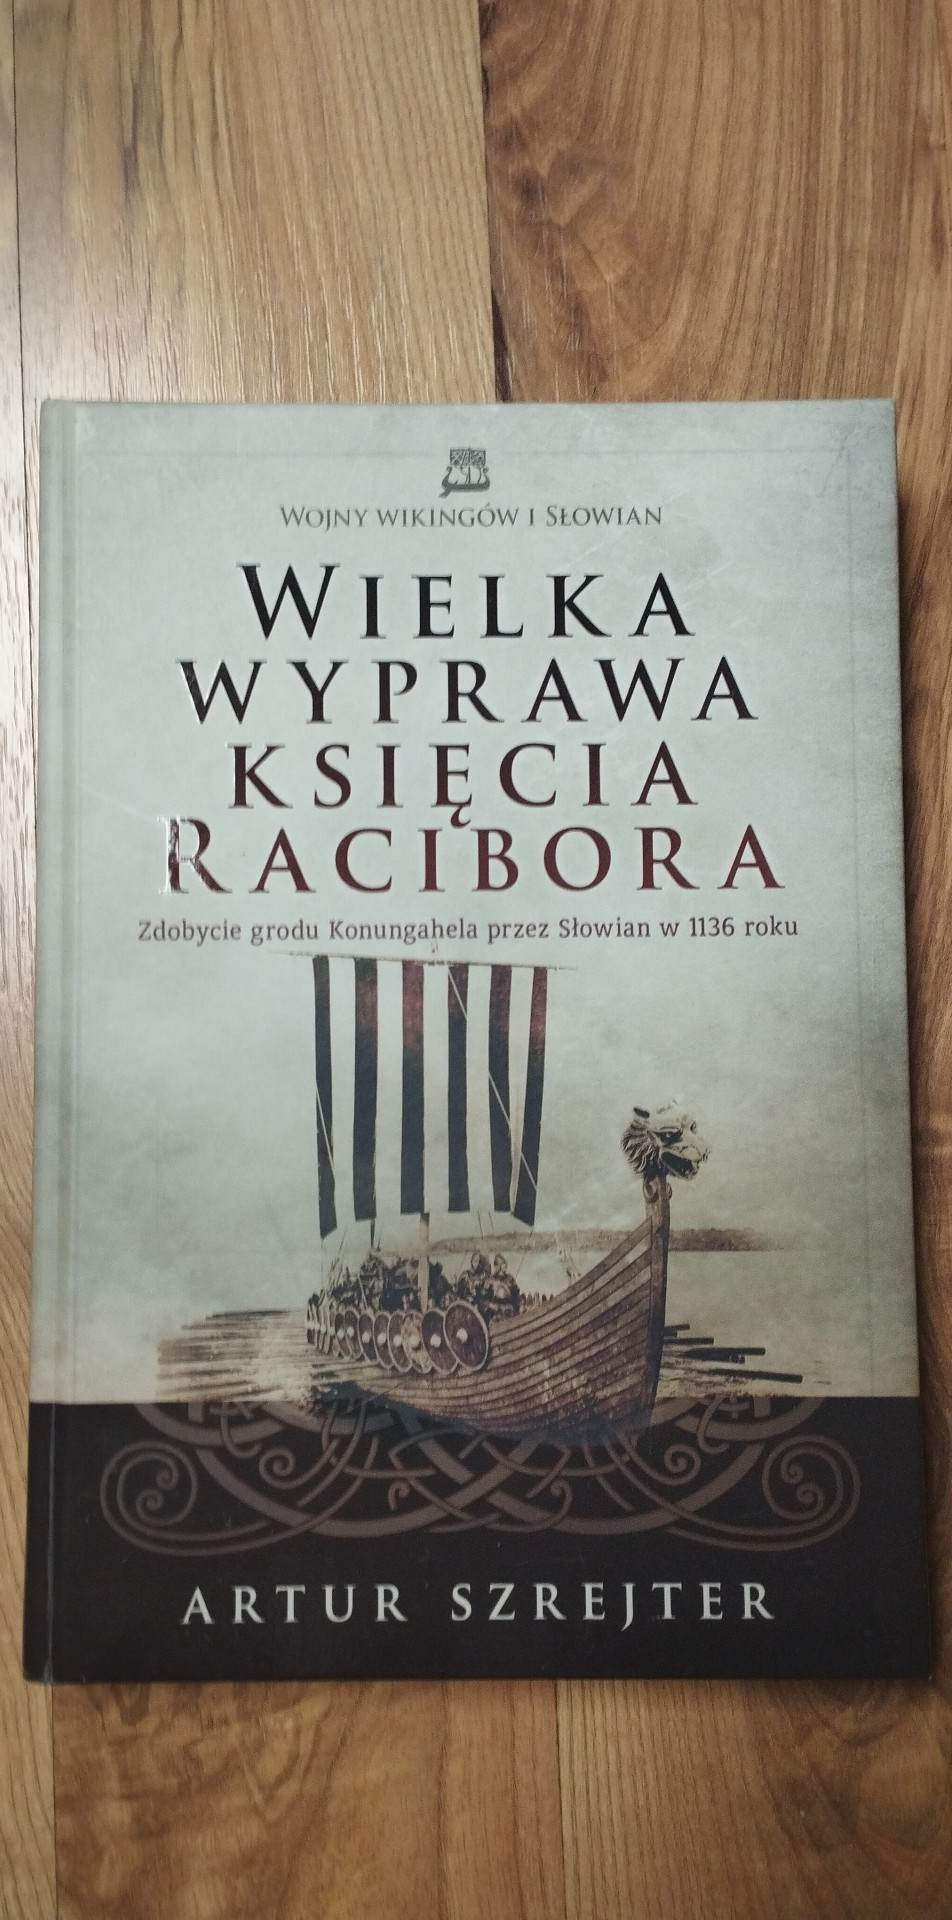 WOJNY WIKINGÓW I SŁOWIAN
WIELKA
WYPRAWA
KSIĘCIA
RACIBORA
Zdobycie grodu Konungahela przez Słowian w 1136 roku
ARTUR SZREJTER